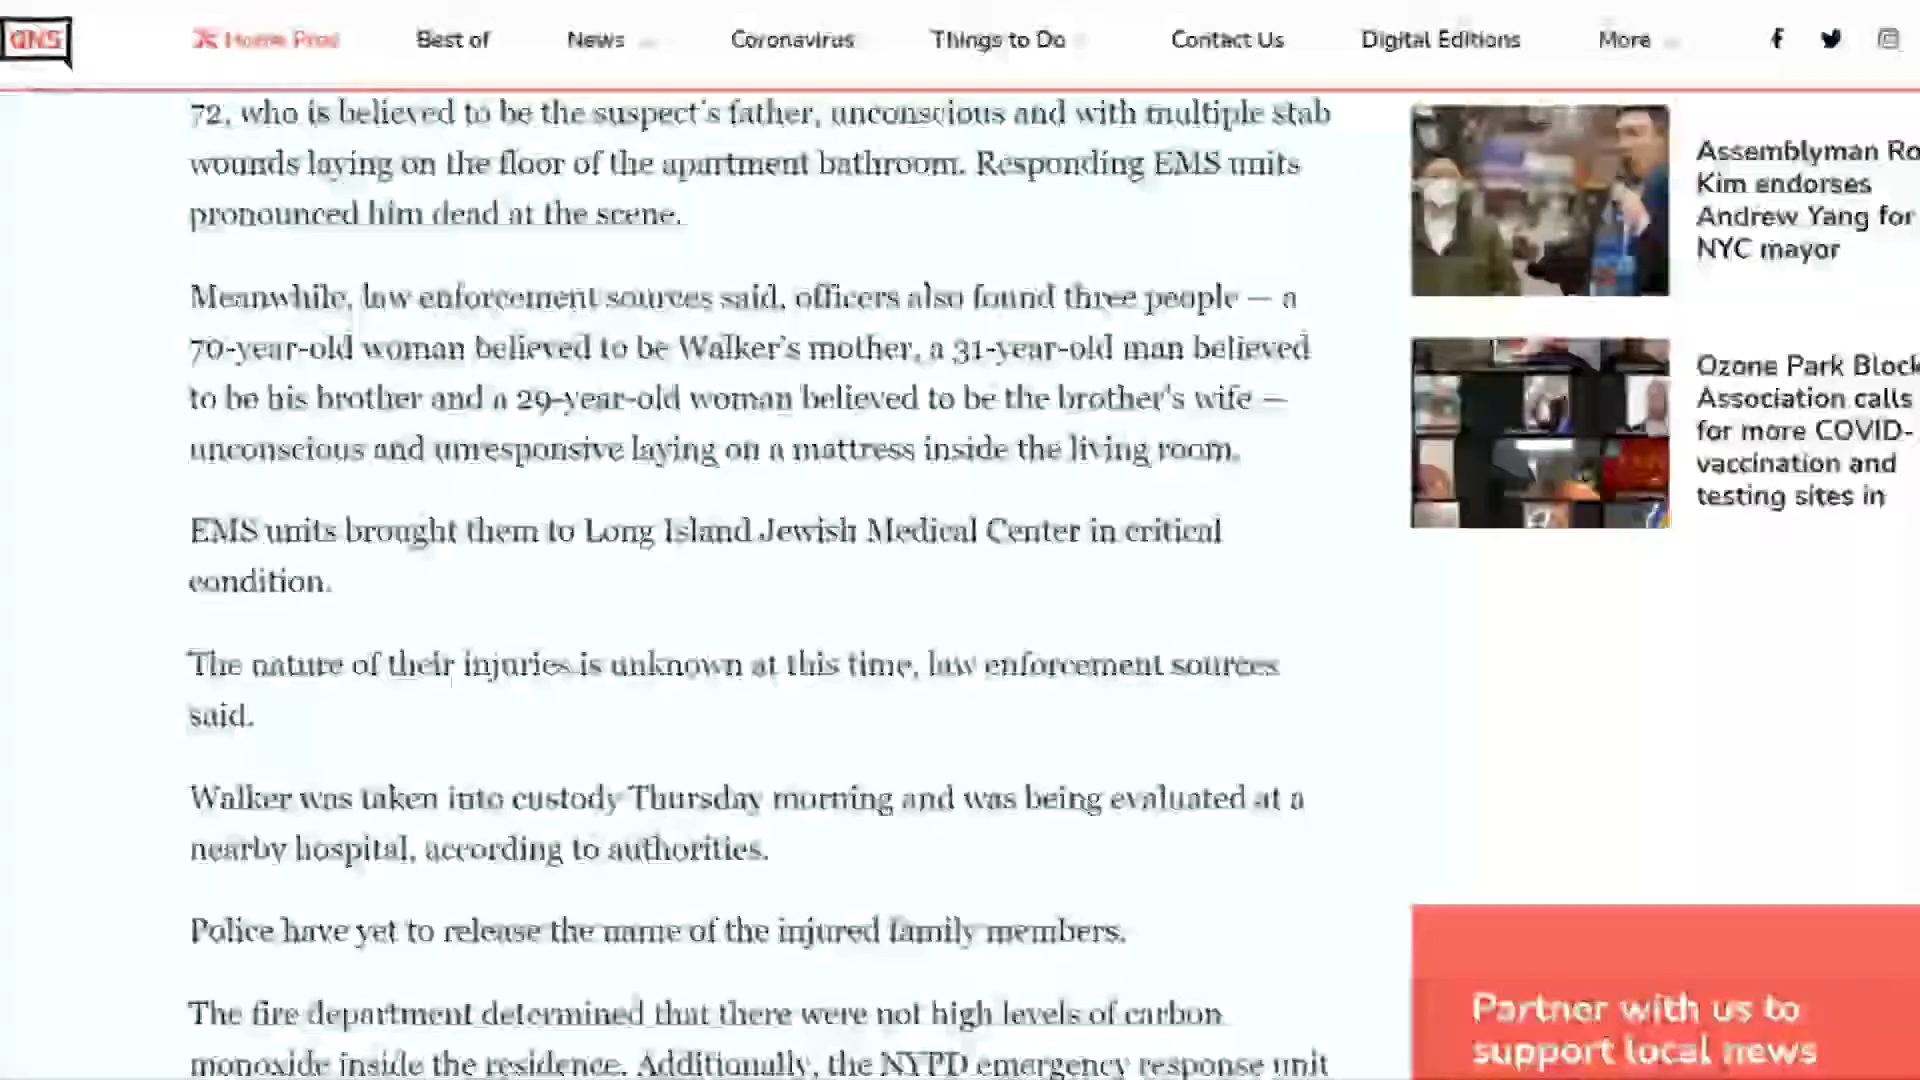 QNS
Home Pros
Best of
News
Coronavirus
Things to Do
Contact Us
Digital Editions
More
72, who is believed to be the suspect's father, unconscious and with multiple stab
wounds laying on the floor of the apartment bathroom. Responding EMS units
pronounced him dead at the scene.
Meanwhile, law enforcement sources said, officers also found three people — a
70-year-old woman believed to be Walker's mother, a 31-year-old man believed
to be his brother and a 29-year-old woman believed to be the brother's wife —
unconscious and unresponsive laying on a mattress inside the living room.
EMS units brought them to Long Island Jewish Medical Center in critical
condition.
The nature of their injuries is unknown at this time, law enforcement sources
said.
Walker was taken into custody Thursday morning and was being evaluated at a
nearby hospital, according to authorities.
Police have yet to release the name of the injured family members.
The fire department determined that there were not high levels of carbon
monoxide inside the residence. Additionally, the NYPD emergency response unit
Assemblyman Ro
Kim endorses
Andrew Yang for
NYC mayor
Ozone Park Block
Association calls
for more COVID-
vaccination and
testing sites in
Partner with us to
support local news